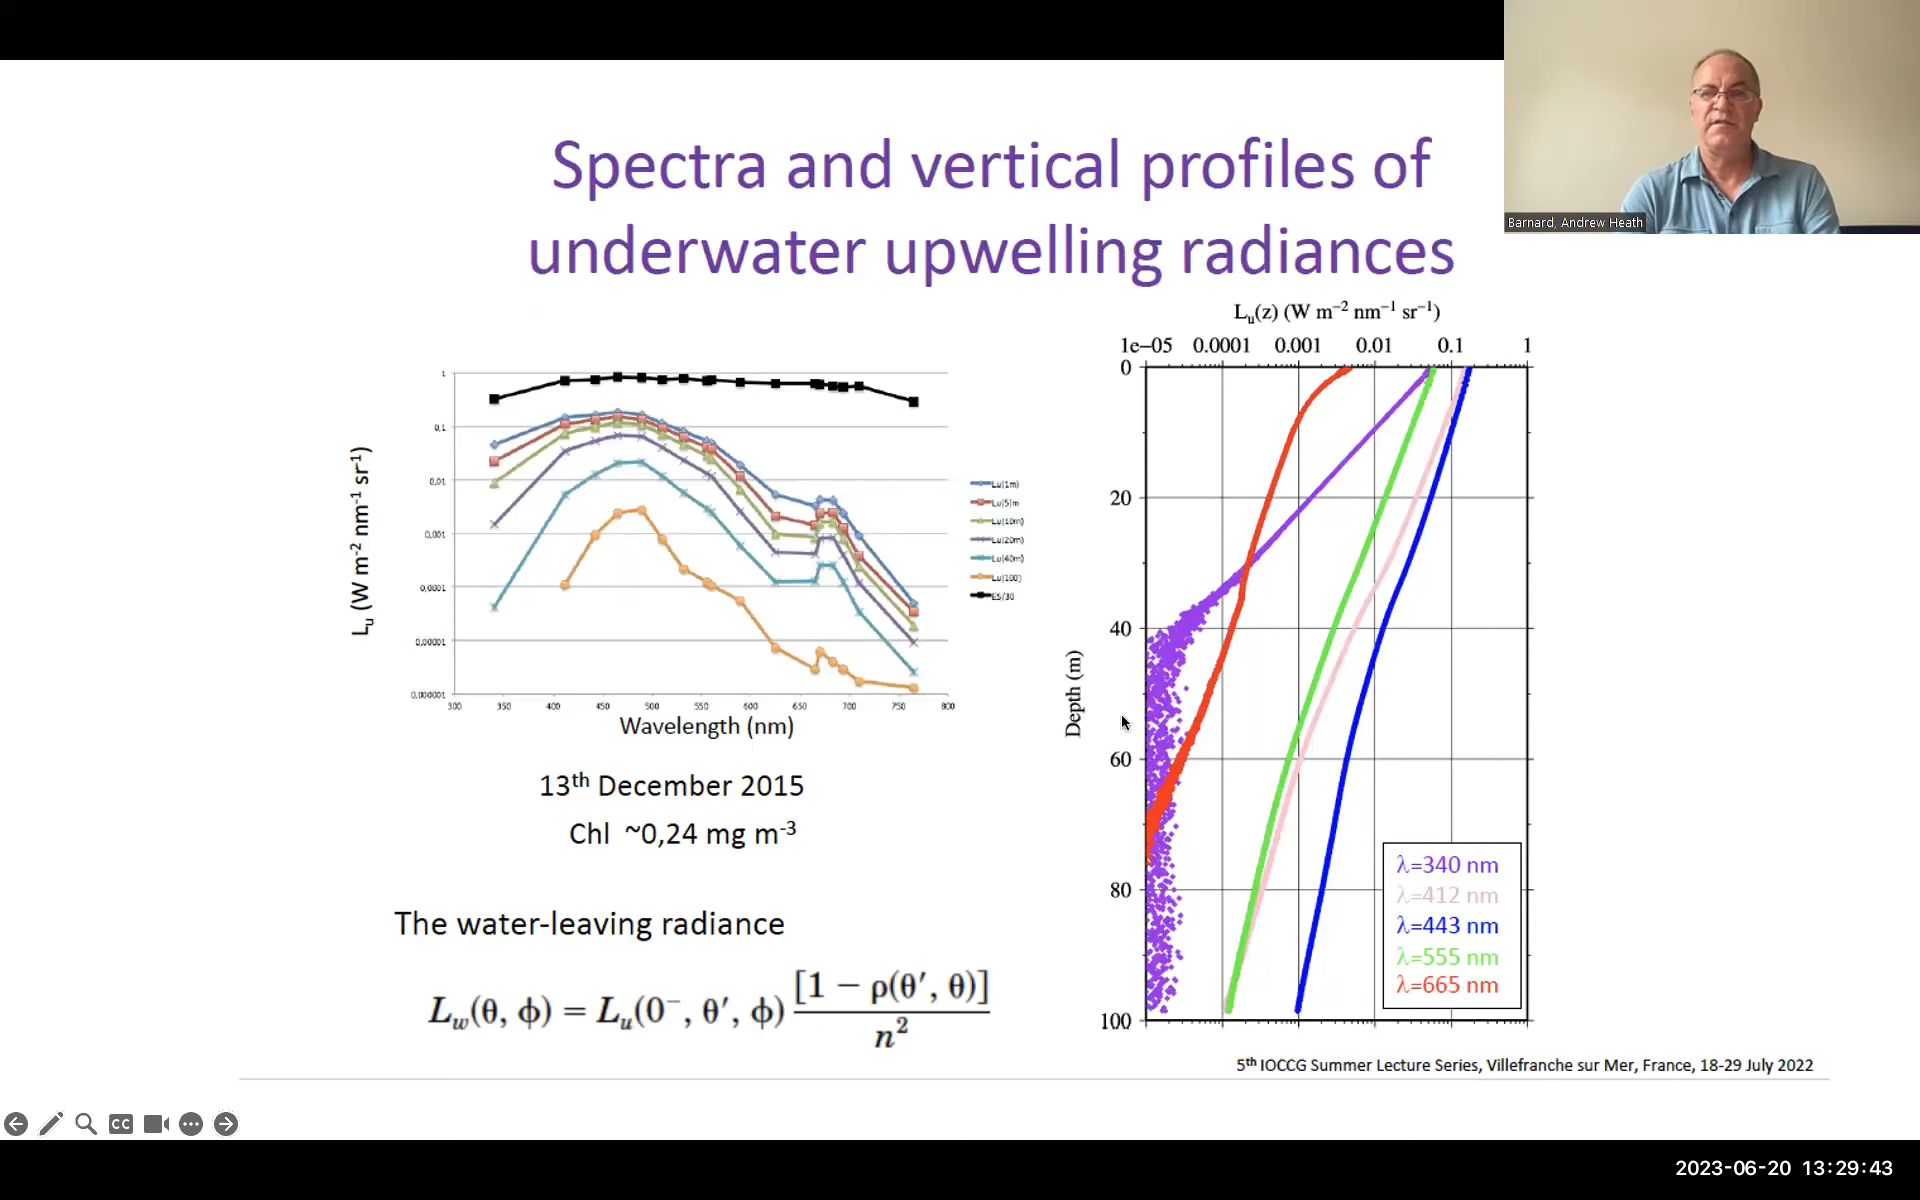 Barnard, Andrew Heath
Spectra and vertical profiles of
underwater upwelling radiances
Lu (W m-2 nm-1 sr-1)
1
0,1
0,01
0,001
0,0001
0,00001
0,000001
300 350 400 450 500 550 600 650 700 750 800
Wavelength (nm)
Lu(1m)
Lu(5)m
Lu(10m)
Lu(20m)
Lu(40m)
Lu(100)
ES/30
13th December 2015
Chl ~0,24 mg m-3
The water-leaving radiance
Lw(θ, ϕ) = Lu(0⁻, θ′, ϕ) [1 − ρ(θ′, θ)] / n²
Lu(z) (W m−2 nm−1 sr−1)
1e−05 0.0001 0.001 0.01 0.1 1
0
20
40
60
80
100
Depth (m)
λ=340 nm
λ=412 nm
λ=443 nm
λ=555 nm
λ=665 nm
5th IOCCG Summer Lecture Series, Villefranche sur Mer, France, 18-29 July 2022
CC
2023-06-20 13:29:43